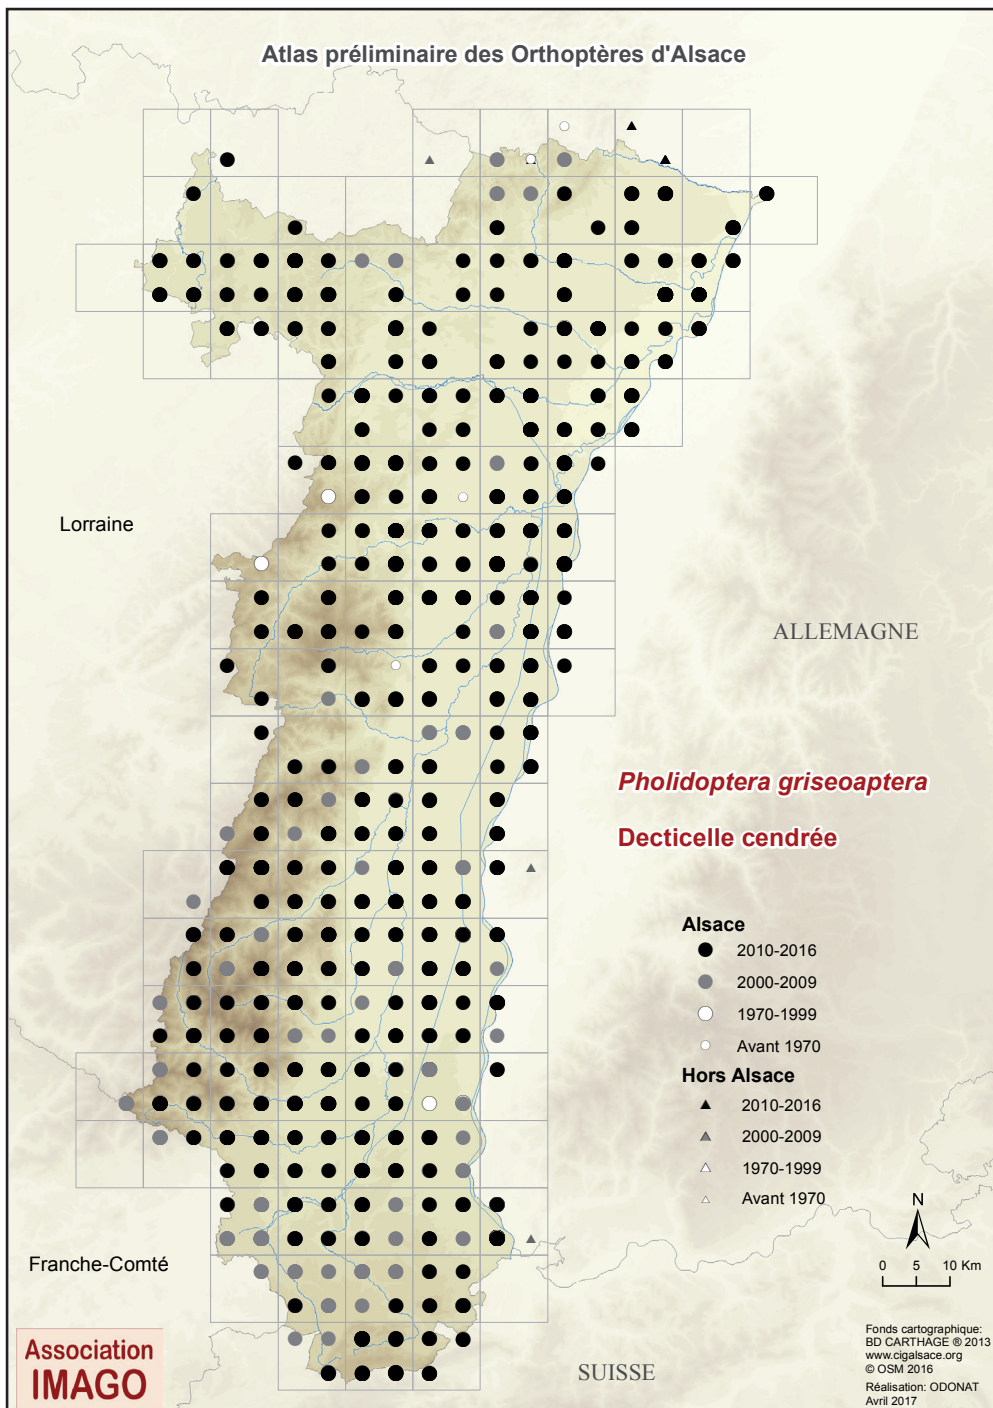 Atlas préliminaire des Orthoptères d'Alsace
Lorraine
ALLEMAGNE
Pholidoptera griseoaptera
Decticelle cendrée
Alsace
2010-2016
2000-2009
1970-1999
Avant 1970
Hors Alsace
2010-2016
2000-2009
1970-1999
Avant 1970
N
0 5 10 Km
Franche-Comté
SUISSE
Association
IMAGO
Fonds cartographique:
BD CARTHAGE ® 2013
www.cigalsace.org
© OSM 2016
Réalisation: ODONAT
Avril 2017